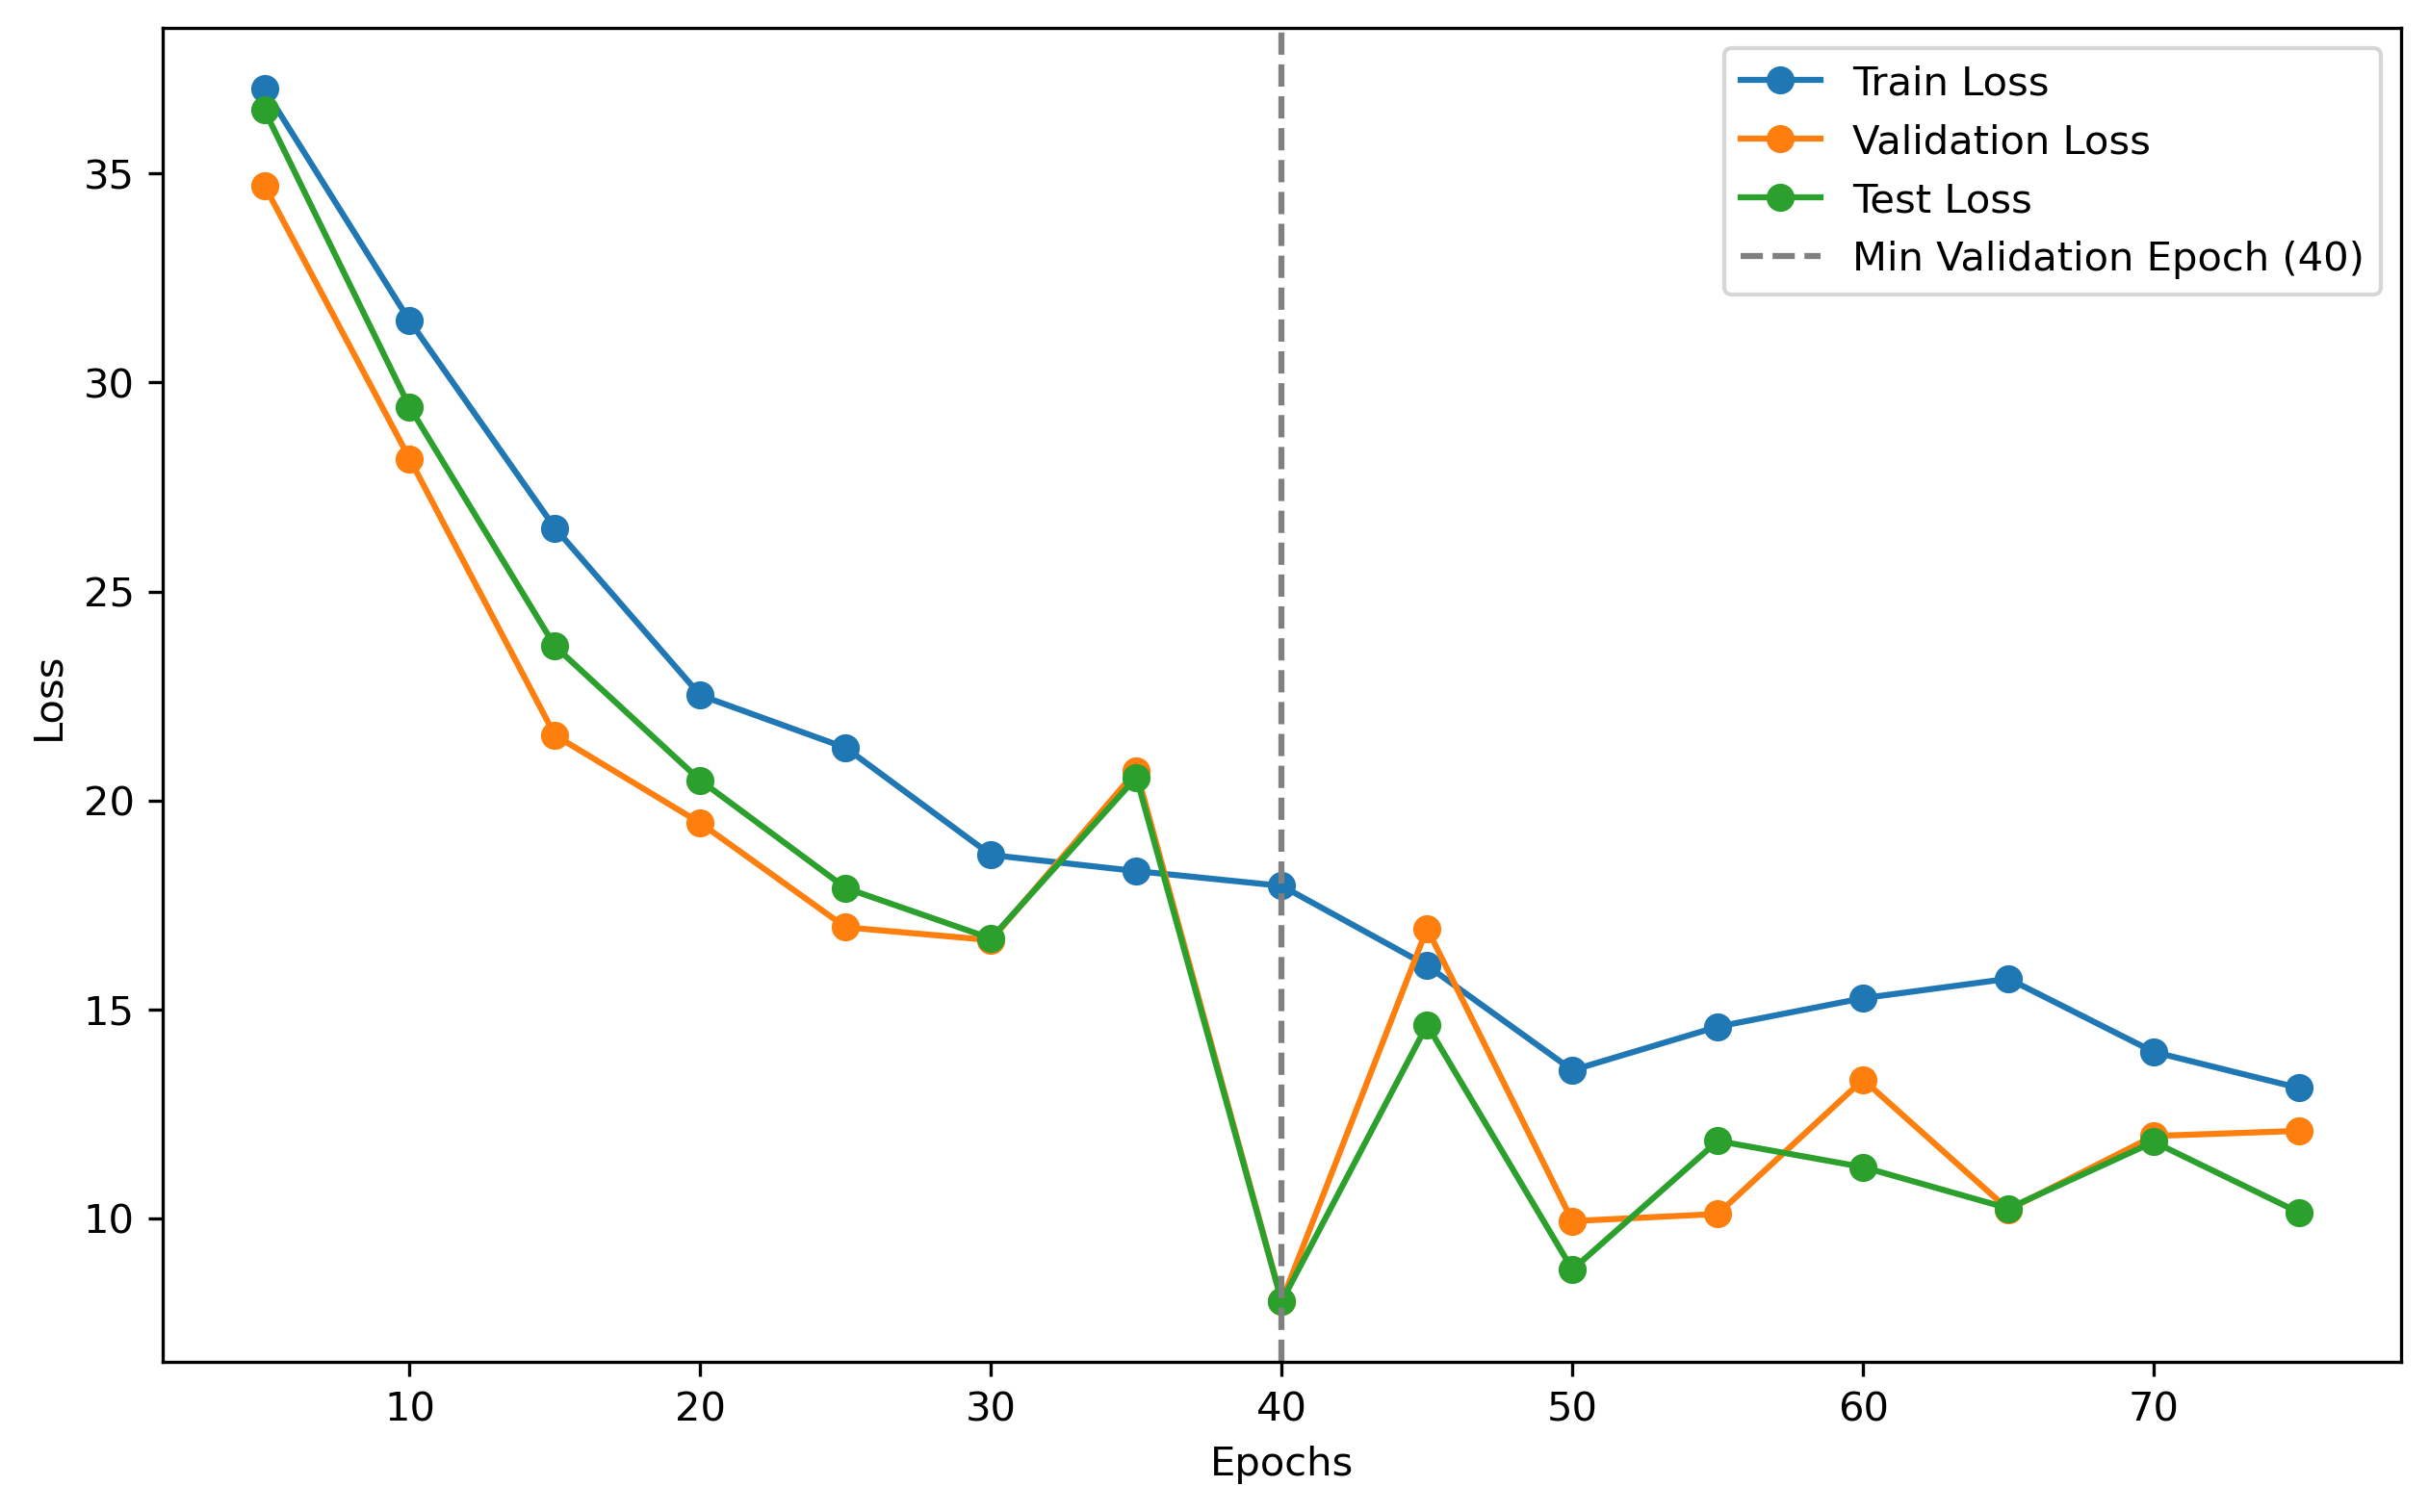 Train Loss
Validation Loss
Test Loss
Min Validation Epoch (40)
35
30
25
20
15
10
Loss
10 20 30 40 50 60 70
Epochs